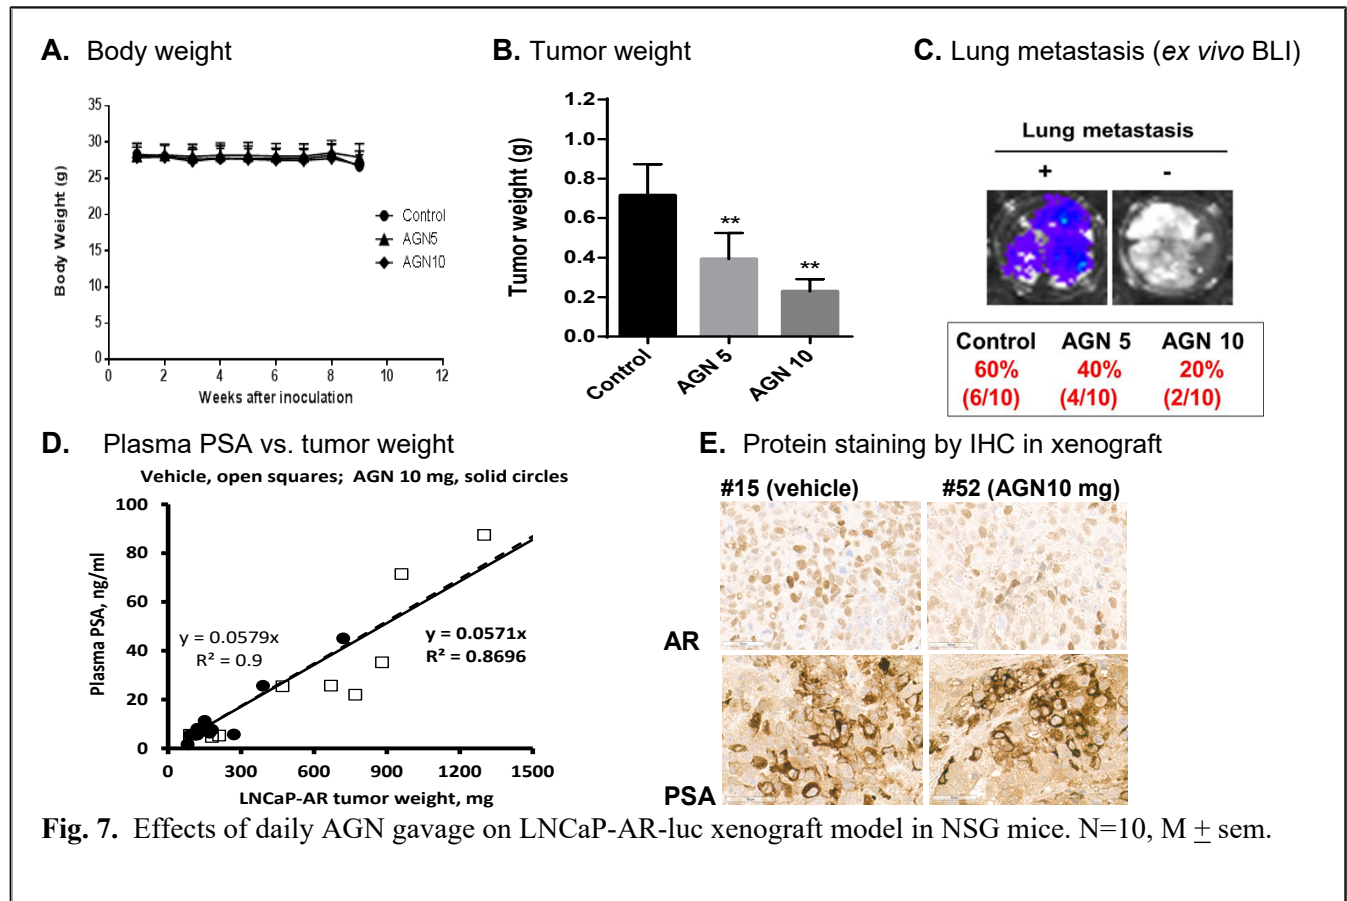 A. Body weight
B. Tumor weight
C. Lung metastasis (ex vivo BLI)
35
30
25
20
15
10
5
0
Body Weight (g)
0 2 4 6 8 10 12
Weeks after inoculation
Control
AGN5
AGN10
1.2
1.0
0.8
0.6
0.4
0.2
0.0
Tumor weight (g)
**
**
Control
AGN 5
AGN 10
Lung metastasis
+ -
Control AGN 5 AGN 10
60% 40% 20%
(6/10) (4/10) (2/10)
D. Plasma PSA vs. tumor weight
Vehicle, open squares; AGN 10 mg, solid circles
100
80
60
40
20
0
Plasma PSA, ng/ml
y = 0.0579x
R² = 0.9
y = 0.0571x
R² = 0.8696
0 300 600 900 1200 1500
LNCaP-AR tumor weight, mg
E. Protein staining by IHC in xenograft
#15 (vehicle) #52 (AGN10 mg)
AR
PSA
Fig. 7. Effects of daily AGN gavage on LNCaP-AR-luc xenograft model in NSG mice. N=10, M ± sem.